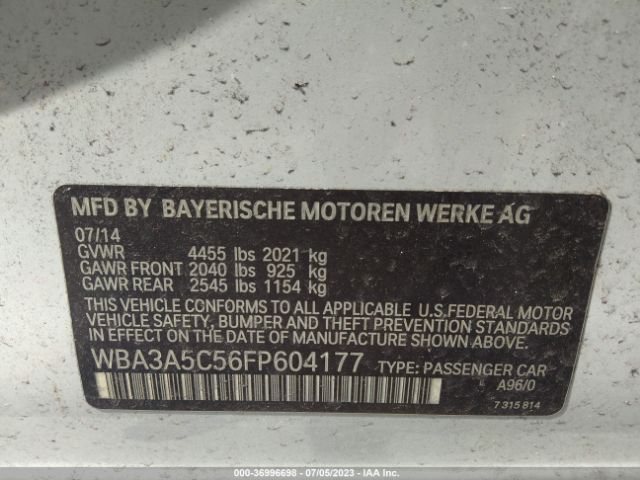 MFD BY BAYERISCHE MOTOREN WERKE AG
07/14
GVWR 4455 lbs 2021 kg
GAWR FRONT 2040 lbs 925 kg
GAWR REAR 2545 lbs 1154 kg
THIS VEHICLE CONFORMS TO ALL APPLICABLE U.S.FEDERAL MOTOR
VEHICLE SAFETY, BUMPER AND THEFT PREVENTION STANDARDS
IN EFFECT ON THE DATE OF MANUFACTURE SHOWN ABOVE.
WBA3A5C56FP604177 TYPE: PASSENGER CAR
A96/0
7315814
000-36996698 - 07/05/2023 - IAA Inc.